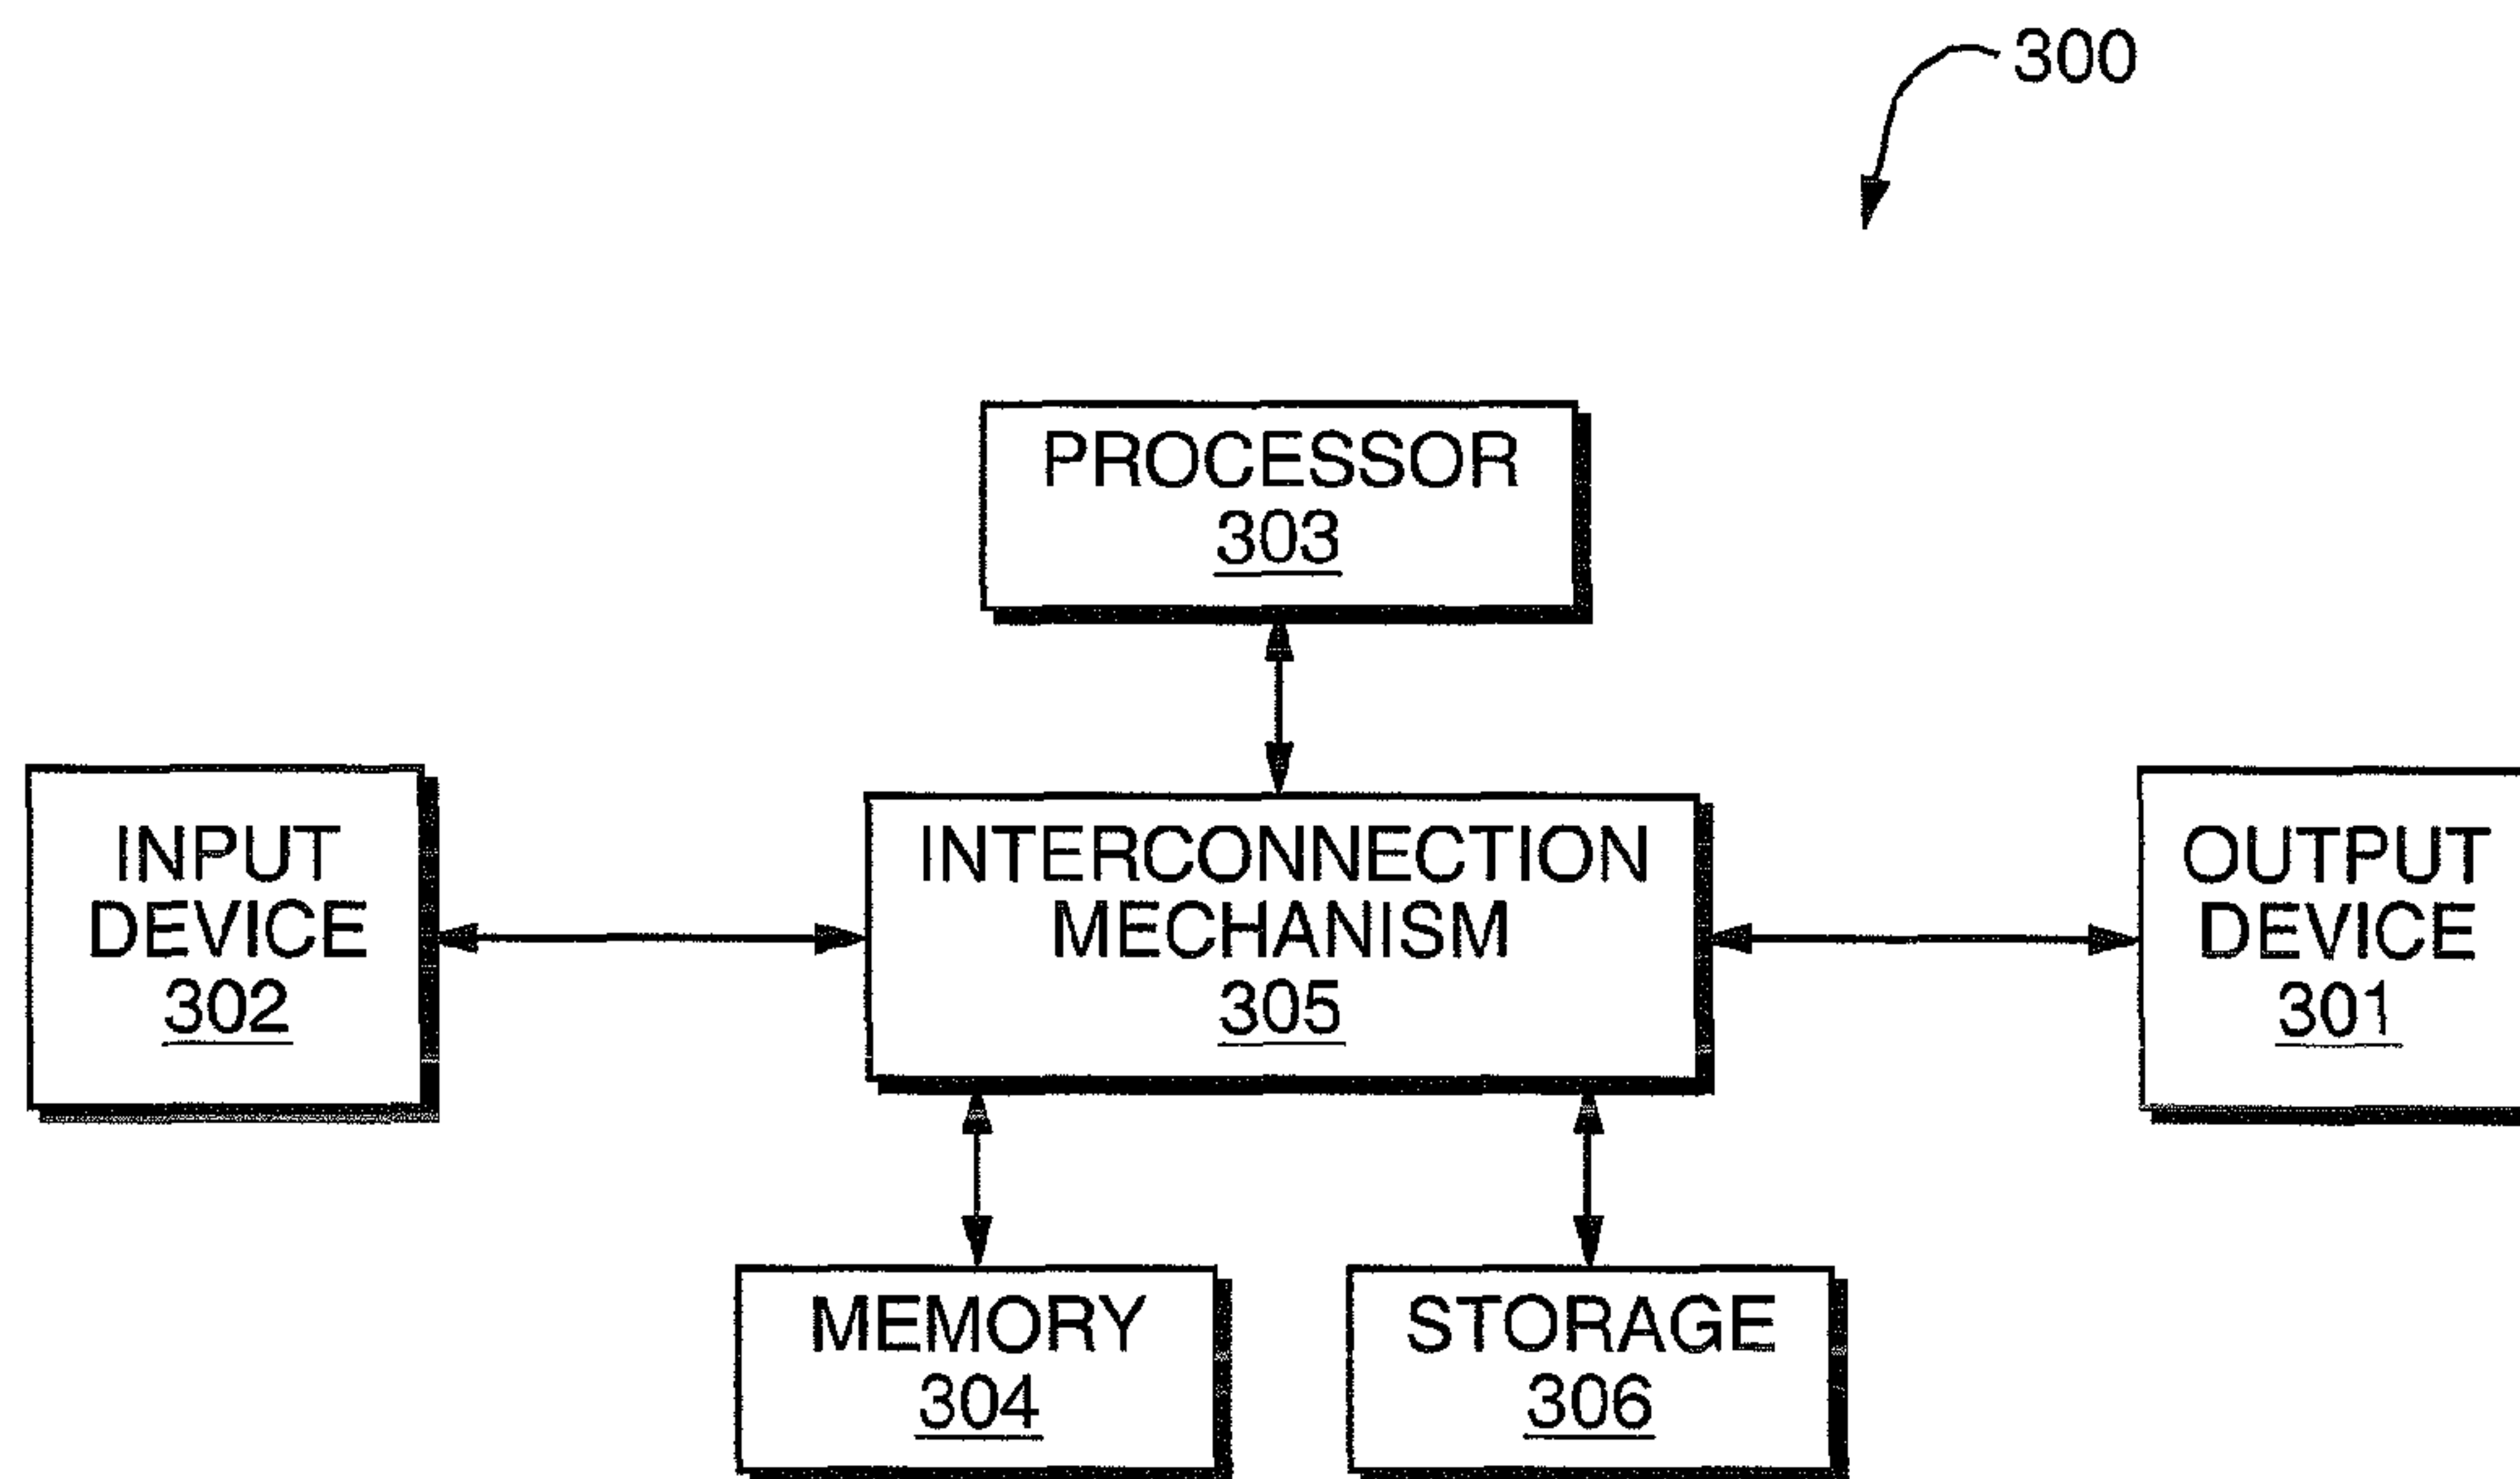 300
PROCESSOR
303
INPUT
DEVICE
302
INTERCONNECTION
MECHANISM
305
OUTPUT
DEVICE
301
MEMORY
304
STORAGE
306